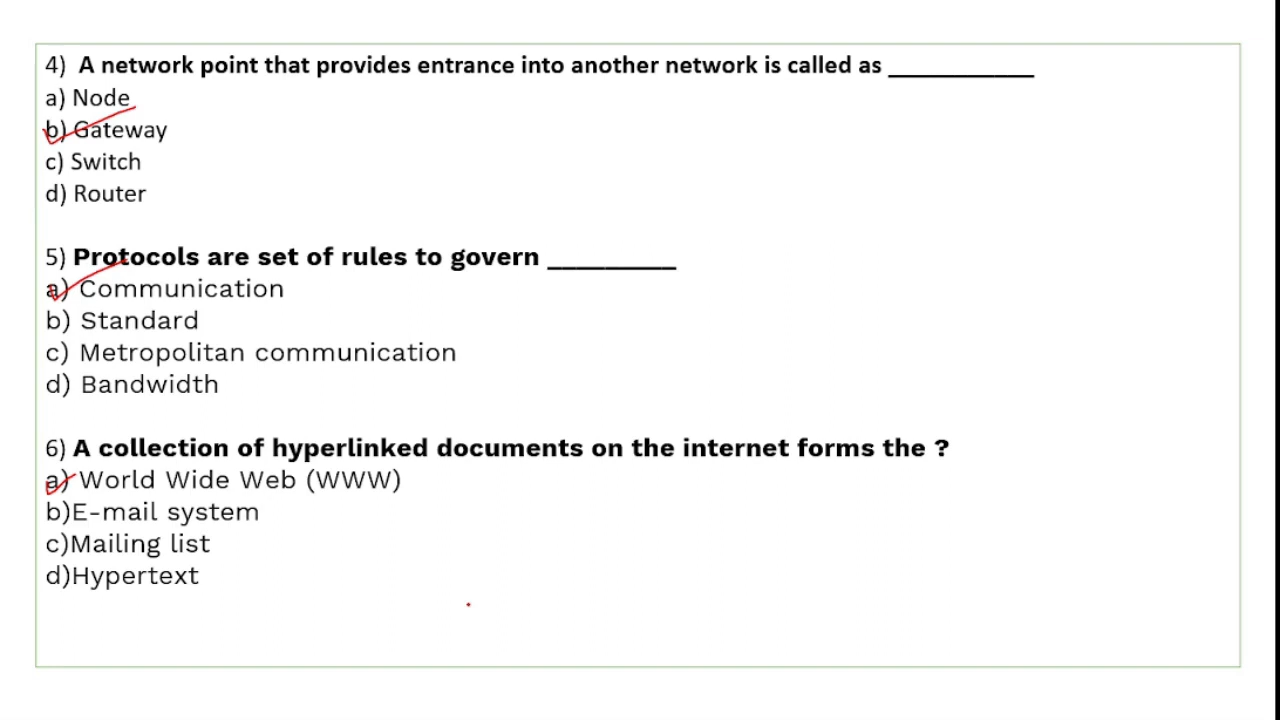 4) A network point that provides entrance into another network is called as ___________
a) Node
b) Gateway
c) Switch
d) Router
5) Protocols are set of rules to govern _________
a) Communication
b) Standard
c) Metropolitan communication
d) Bandwidth
6) A collection of hyperlinked documents on the internet forms the ?
a) World Wide Web (WWW)
b)E-mail system
c)Mailing list
d)Hypertext